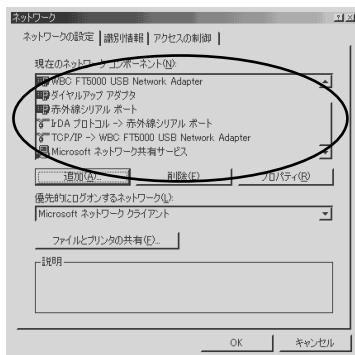 ネットワーク
ネットワークの設定 識別情報 アクセスの制御
現在のネットワーク コンポーネント(N):
WBC FT5000 USB Network Adapter
ダイヤルアップ アダプタ
赤外線シリアル ポート
IrDA プロトコル -> 赤外線シリアル ポート
TCP/IP -> WBC FT5000 USB Network Adapter
Microsoft ネットワーク共有サービス
追加(A)... 削除(E) プロパティ(R)
優先的にログオンするネットワーク(L):
Microsoft ネットワーク クライアント
ファイルとプリンタの共有(F)...
説明
OK キャンセル